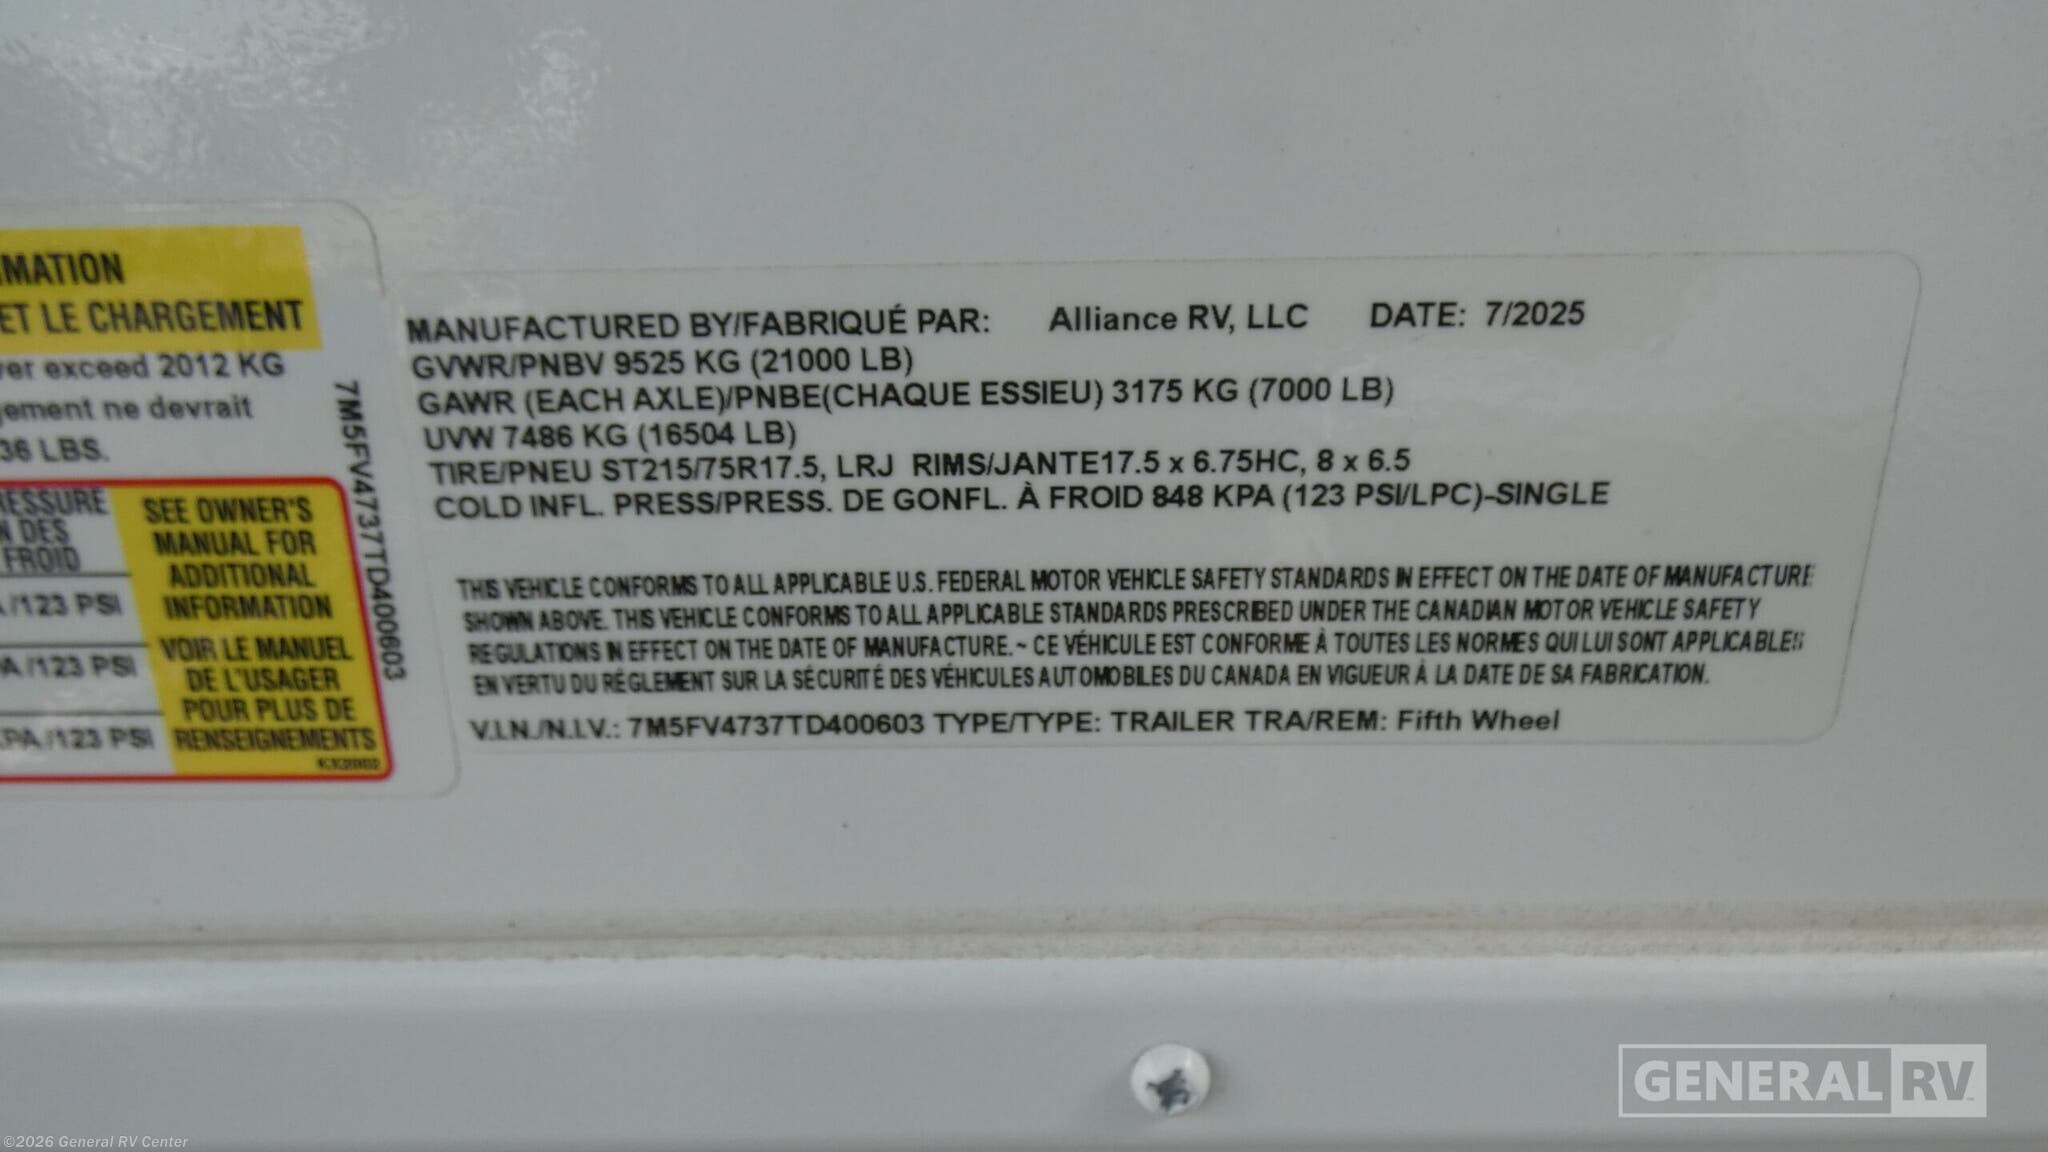 MATION
ET LE CHARGEMENT
exceed 2012 KG
ne devrait
36 LBS.
DES
FROID
/123 PSI
/123 PSI
/123 PSI
SEE OWNER'S
MANUAL FOR
ADDITIONAL
INFORMATION
VOIR LE MANUEL
DE L'USAGER
POUR PLUS DE
RENSEIGNEMENTS
7M5FV4737TD400603
MANUFACTURED BY/FABRIQUÉ PAR: Alliance RV, LLC DATE: 7/2025
GVWR/PNBV 9525 KG (21000 LB)
GAWR (EACH AXLE)/PNBE(CHAQUE ESSIEU) 3175 KG (7000 LB)
UVW 7486 KG (16504 LB)
TIRE/PNEU ST215/75R17.5, LRJ RIMS/JANTE17.5 x 6.75HC, 8 x 6.5
COLD INFL. PRESS/PRESS. DE GONFL. À FROID 848 KPA (123 PSI/LPC)-SINGLE
THIS VEHICLE CONFORMS TO ALL APPLICABLE U.S. FEDERAL MOTOR VEHICLE SAFETY STANDARDS IN EFFECT ON THE DATE OF MANUFACTURE
SHOWN ABOVE. THIS VEHICLE CONFORMS TO ALL APPLICABLE STANDARDS PRESCRIBED UNDER THE CANADIAN MOTOR VEHICLE SAFETY
REGULATIONS IN EFFECT ON THE DATE OF MANUFACTURE. ~ CE VÉHICULE EST CONFORME À TOUTES LES NORMES QUI LUI SONT APPLICABLES
EN VERTU DU RÉGLEMENT SUR LA SÉCURITÉ DES VÉHICULES AUTOMOBILES DU CANADA EN VIGUEUR À LA DATE DE SA FABRICATION.
V.I.N./N.I.V.: 7M5FV4737TD400603 TYPE/TYPE: TRAILER TRA/REM: Fifth Wheel
GENERAL RV
©2026 General RV Center